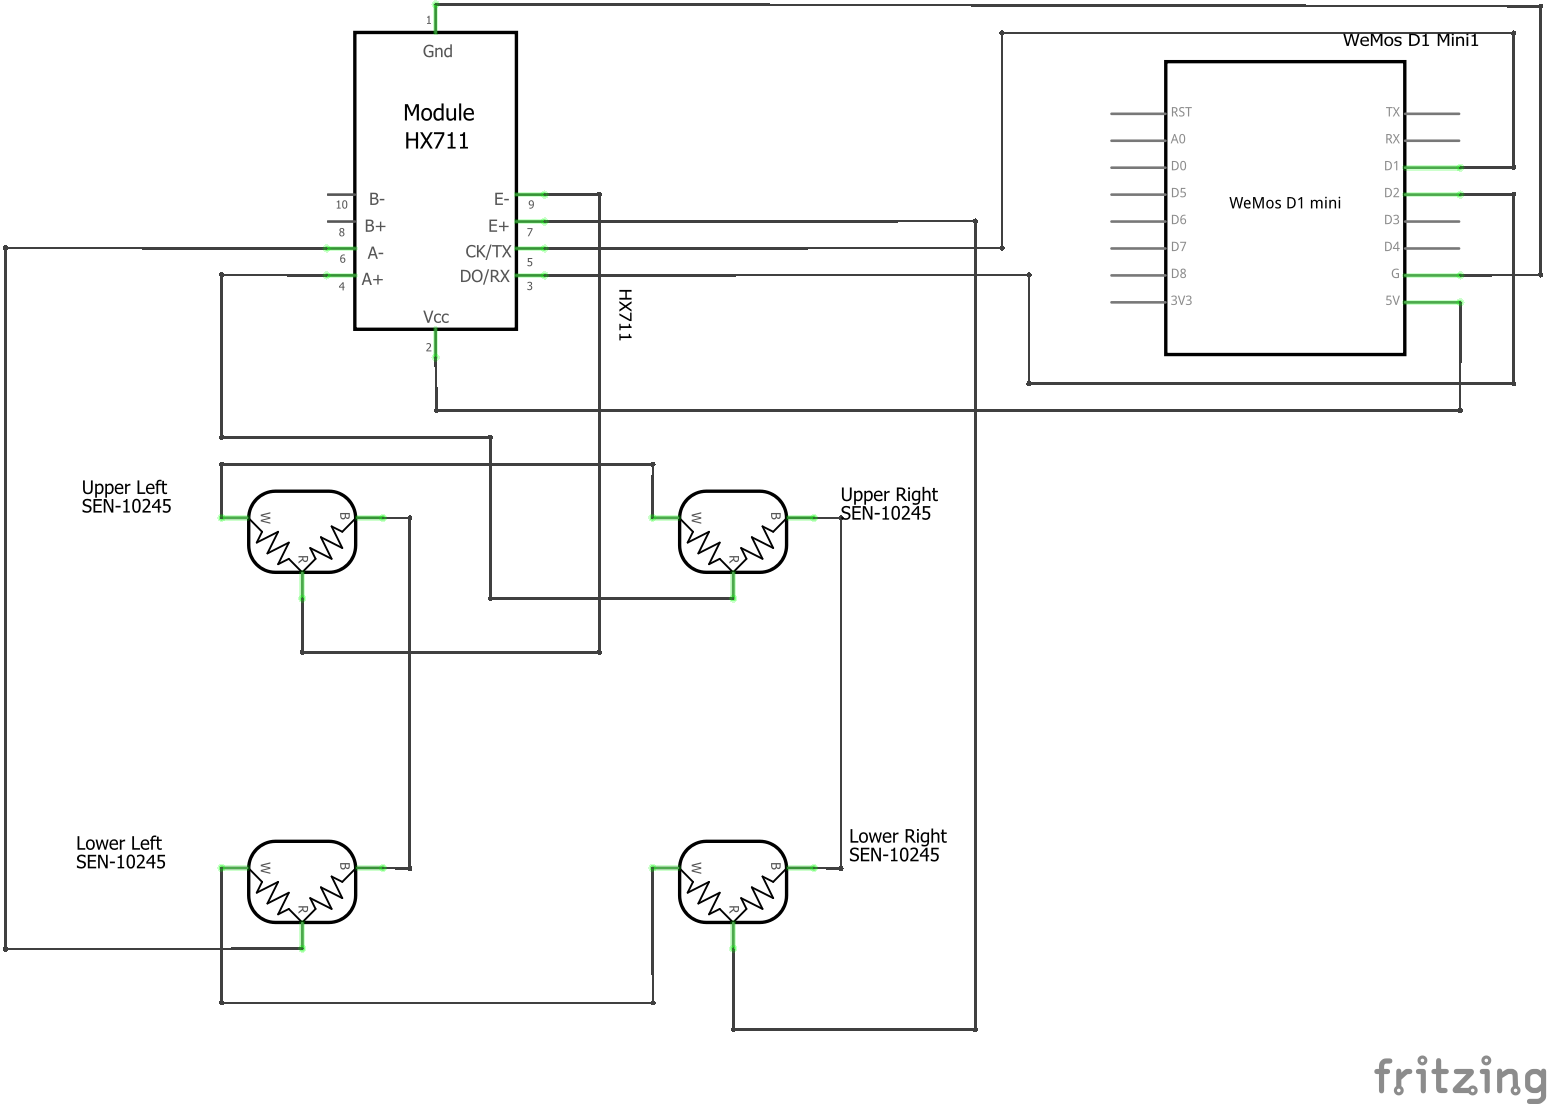 1
Gnd
Module
HX711
B-
10
B+
8
A-
6
A+
4
E-
9
E+
7
CK/TX
5
DO/RX
3
Vcc
2
HX711
WeMos D1 Mini1
RST
A0
D0
D5
D6
D7
D8
3V3
WeMos D1 mini
TX
RX
D1
D2
D3
D4
G
5V
Upper Left
SEN-10245
W
B
R
Upper Right
SEN-10245
W
B
R
Lower Left
SEN-10245
W
B
R
Lower Right
SEN-10245
W
B
R
fritzing